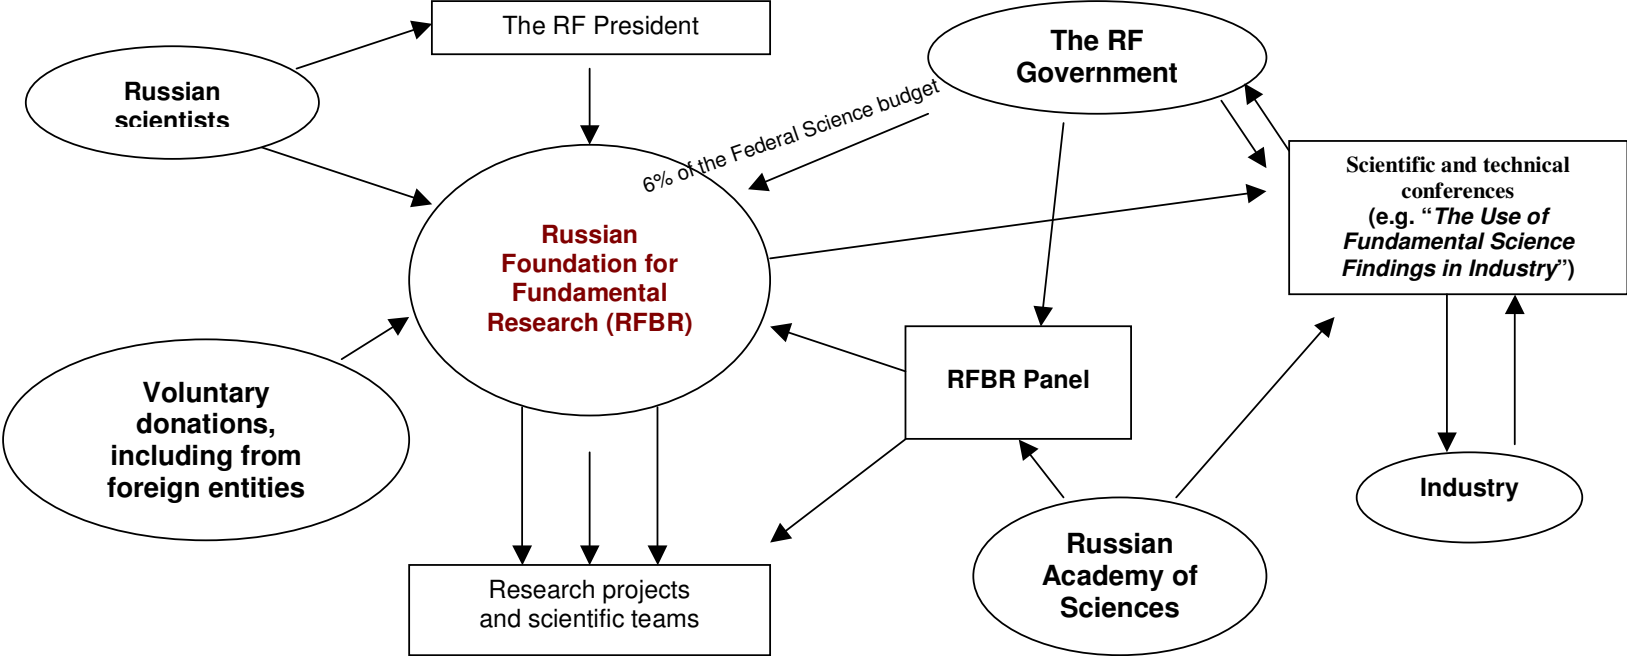 The RF President
The RF
Government
Russian
scientists
6% of the Federal Science budget
Scientific and technical
conferences
(e.g. “The Use of
Fundamental Science
Findings in Industry”)
Russian
Foundation for
Fundamental
Research (RFBR)
RFBR Panel
Voluntary
donations,
including from
foreign entities
Industry
Russian
Academy of
Sciences
Research projects
and scientific teams